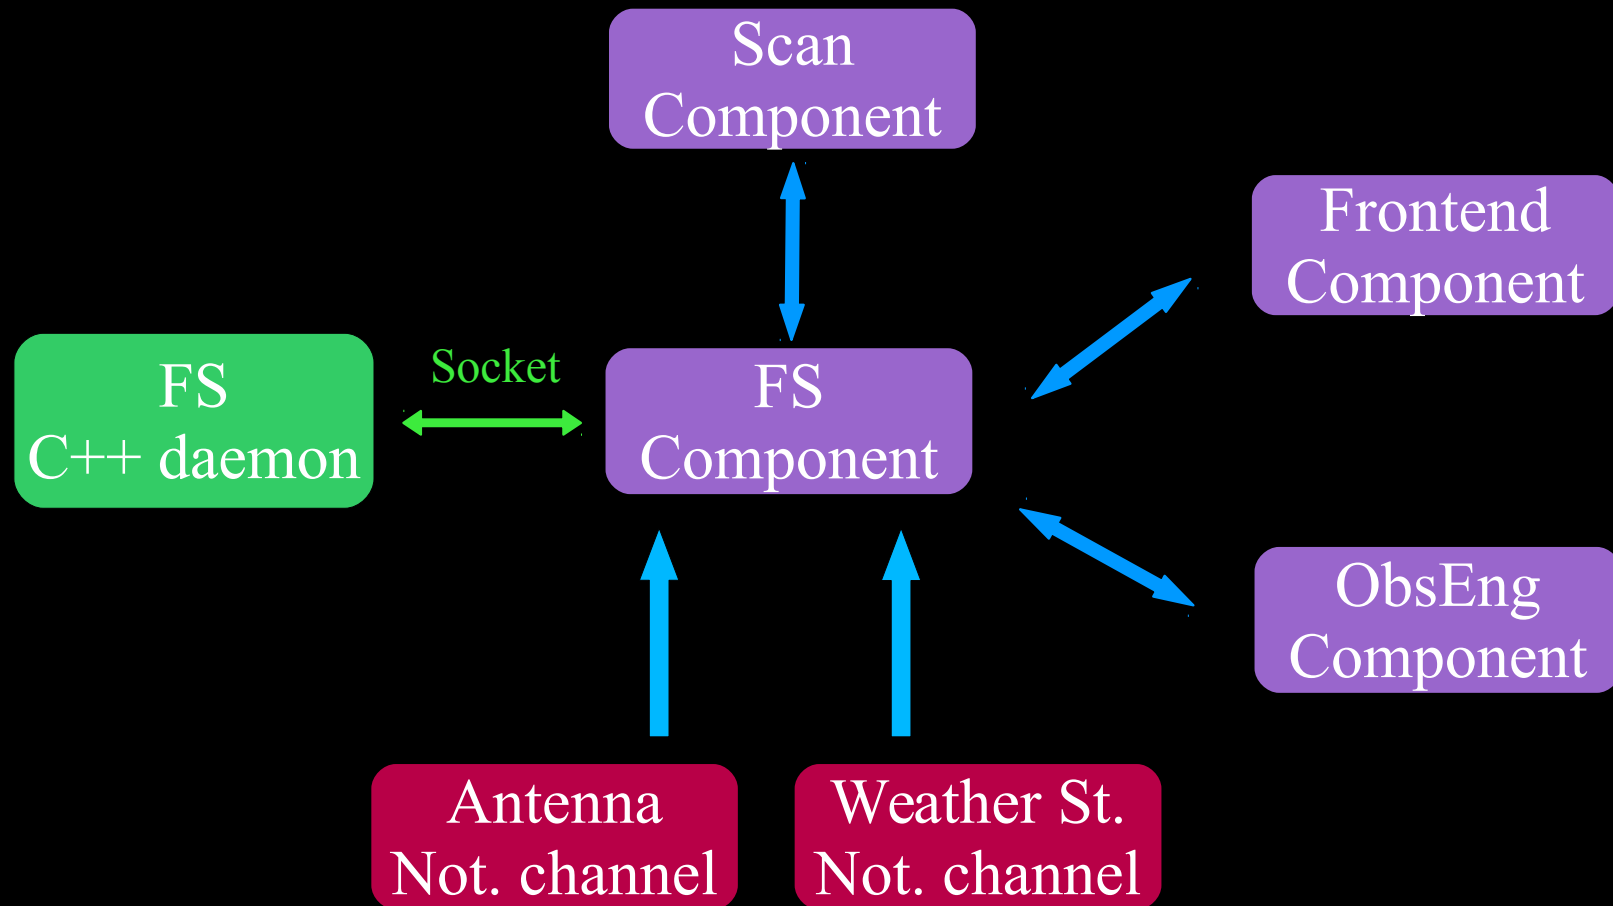 Scan
Component
Frontend
Component
FS
C++ daemon
Socket
FS
Component
ObsEng
Component
Antenna
Not. channel
Weather St.
Not. channel